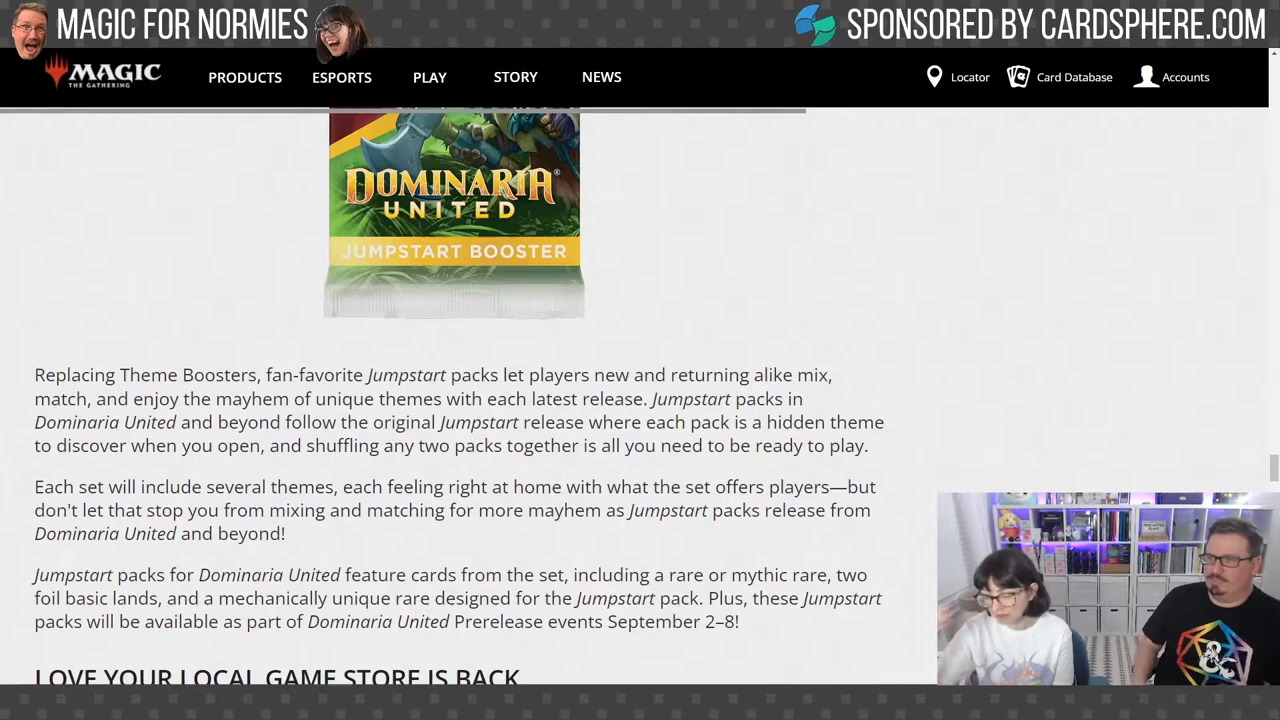 MAGIC FOR NORMIES
SPONSORED BY CARDSPHERE.COM
MAGIC
THE GATHERING
PRODUCTS
ESPORTS
PLAY
STORY
NEWS
Locator
Card Database
Accounts
DOMINARIA®
UNITED
JUMPSTART BOOSTER
Replacing Theme Boosters, fan-favorite Jumpstart packs let players new and returning alike mix,
match, and enjoy the mayhem of unique themes with each latest release. Jumpstart packs in
Dominaria United and beyond follow the original Jumpstart release where each pack is a hidden theme
to discover when you open, and shuffling any two packs together is all you need to be ready to play.
Each set will include several themes, each feeling right at home with what the set offers players—but
don't let that stop you from mixing and matching for more mayhem as Jumpstart packs release from
Dominaria United and beyond!
Jumpstart packs for Dominaria United feature cards from the set, including a rare or mythic rare, two
foil basic lands, and a mechanically unique rare designed for the Jumpstart pack. Plus, these Jumpstart
packs will be available as part of Dominaria United Prerelease events September 2–8!
LOVE YOUR LOCAL GAME STORE IS BACK